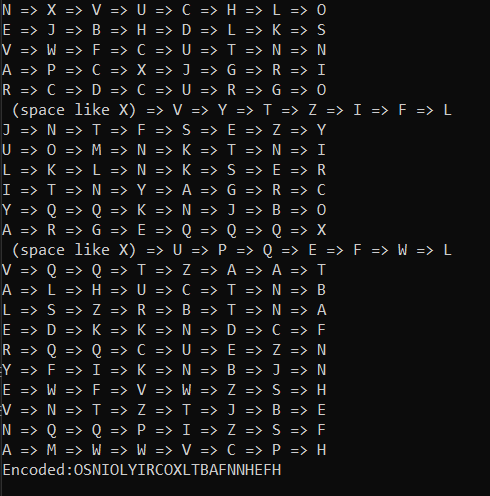 N => X => V => U => C => H => L => O
E => J => B => H => D => L => K => S
V => W => F => C => U => T => N => N
A => P => C => X => J => G => R => I
R => C => D => C => U => R => G => O
 (space like X) => V => Y => T => Z => I => F => L
J => N => T => F => S => E => Z => Y
U => O => M => N => K => T => N => I
L => K => L => N => K => S => E => R
I => T => N => Y => A => G => R => C
Y => Q => Q => K => N => J => B => O
A => R => G => E => Q => Q => Q => X
 (space like X) => U => P => Q => E => F => W => L
V => Q => Q => T => Z => A => A => T
A => L => H => U => C => T => N => B
L => S => Z => R => B => T => N => A
E => D => K => K => N => D => C => F
R => Q => Q => C => U => E => Z => N
Y => F => I => K => N => B => J => N
E => W => F => V => W => Z => S => H
V => N => T => Z => T => J => B => E
N => Q => Q => P => I => Z => S => F
A => M => W => W => V => C => P => H
Encoded:OSNIOLYIRCOXLTBAFNNHEFH